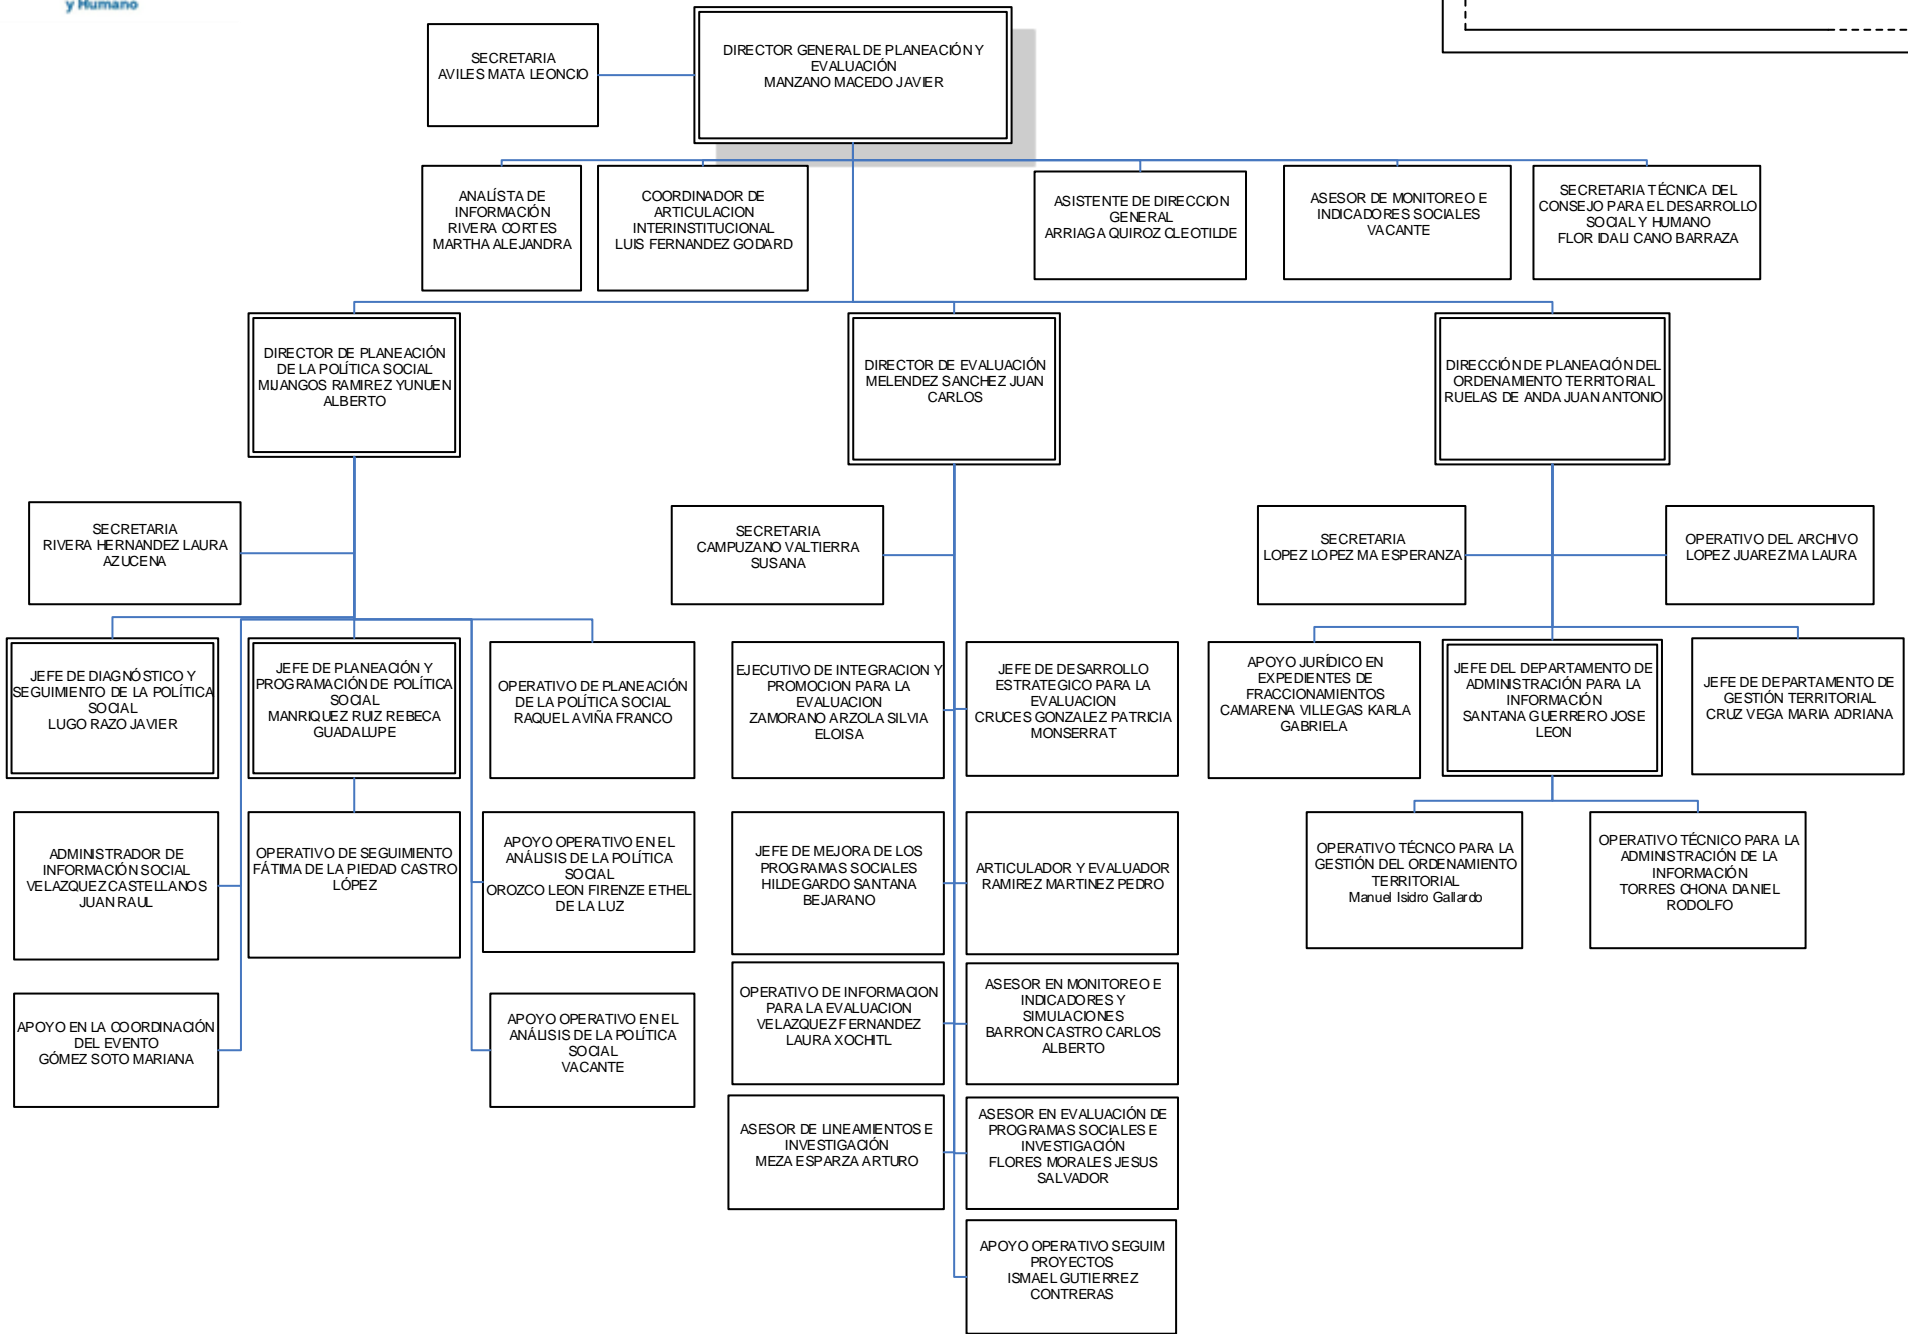 y Humano
SECRETARIA
AVILES MATA LEONCIO
DIRECTOR GENERAL DE PLANEACIÓN Y
EVALUACIÓN
MANZANO MACEDO JAVIER
ANALÍSTA DE
INFORMACIÓN
RIVERA CORTES
MARTHA ALEJANDRA
COORDINADOR DE
ARTICULACION
INTERINSTITUCIONAL
LUIS FERNANDEZ GODARD
ASISTENTE DE DIRECCION
GENERAL
ARRIAGA QUIROZ CLEOTILDE
ASESOR DE MONITOREO E
INDICADORES SOCIALES
VACANTE
SECRETARIA TÉCNICA DEL
CONSEJO PARA EL DESARROLLO
SOCIAL Y HUMANO
FLOR IDALI CANO BARRAZA
DIRECTOR DE PLANEACIÓN
DE LA POLÍTICA SOCIAL
MIJANGOS RAMIREZ YUNUEN
ALBERTO
DIRECTOR DE EVALUACIÓN
MELENDEZ SANCHEZ JUAN
CARLOS
DIRECCIÓN DE PLANEACIÓN DEL
ORDENAMIENTO TERRITORIAL
RUELAS DE ANDA JUAN ANTONIO
SECRETARIA
RIVERA HERNANDEZ LAURA
AZUCENA
SECRETARIA
CAMPUZANO VALTIERRA
SUSANA
SECRETARIA
LOPEZ LOPEZ MA ESPERANZA
OPERATIVO DEL ARCHIVO
LOPEZ JUAREZ MA LAURA
JEFE DE DIAGNÓSTICO Y
SEGUIMIENTO DE LA POLÍTICA
SOCIAL
LUGO RAZO JAVIER
JEFE DE PLANEACIÓN Y
PROGRAMACIÓN DE POLÍTICA
SOCIAL
MANRIQUEZ RUIZ REBECA
GUADALUPE
OPERATIVO DE PLANEACIÓN
DE LA POLÍTICA SOCIAL
RAQUEL AVIÑA FRANCO
EJECUTIVO DE INTEGRACION Y
PROMOCION PARA LA
EVALUACION
ZAMORANO ARZOLA SILVIA
ELOISA
JEFE DE DESARROLLO
ESTRATEGICO PARA LA
EVALUACION
CRUCES GONZALEZ PATRICIA
MONSERRAT
APOYO JURÍDICO EN
EXPEDIENTES DE
FRACCIONAMIENTOS
CAMARENA VILLEGAS KARLA
GABRIELA
JEFE DEL DEPARTAMENTO DE
ADMINISTRACIÓN PARA LA
INFORMACIÓN
SANTANA GUERRERO JOSE
LEON
JEFE DE DEPARTAMENTO DE
GESTIÓN TERRITORIAL
CRUZ VEGA MARIA ADRIANA
ADMINISTRADOR DE
INFORMACIÓN SOCIAL
VELAZQUEZ CASTELLANOS
JUAN RAUL
OPERATIVO DE SEGUIMIENTO
FÁTIMA DE LA PIEDAD CASTRO
LÓPEZ
APOYO OPERATIVO EN EL
ANÁLISIS DE LA POLÍTICA
SOCIAL
OROZCO LEON FIRENZE ETHEL
DE LA LUZ
JEFE DE MEJORA DE LOS
PROGRAMAS SOCIALES
HILDEGARDO SANTANA
BEJARANO
ARTICULADOR Y EVALUADOR
RAMIREZ MARTINEZ PEDRO
OPERATIVO TÉCNCO PARA LA
GESTIÓN DEL ORDENAMIENTO
TERRITORIAL
Manuel Isidro Gallardo
OPERATIVO TÉCNICO PARA LA
ADMINISTRACIÓN DE LA
INFORMACIÓN
TORRES CHONA DANIEL
RODOLFO
APOYO EN LA COORDINACIÓN
DEL EVENTO
GÓMEZ SOTO MARIANA
APOYO OPERATIVO EN EL
ANÁLISIS DE LA POLÍTICA
SOCIAL
VACANTE
OPERATIVO DE INFORMACION
PARA LA EVALUACION
VELAZQUEZ FERNANDEZ
LAURA XOCHITL
ASESOR EN MONITOREO E
INDICADORES Y
SIMULACIONES
BARRON CASTRO CARLOS
ALBERTO
ASESOR DE LINEAMIENTOS E
INVESTIGACIÓN
MEZA ESPARZA ARTURO
ASESOR EN EVALUACIÓN DE
PROGRAMAS SOCIALES E
INVESTIGACIÓN
FLORES MORALES JESUS
SALVADOR
APOYO OPERATIVO SEGUIM
PROYECTOS
ISMAEL GUTIERREZ
CONTRERAS